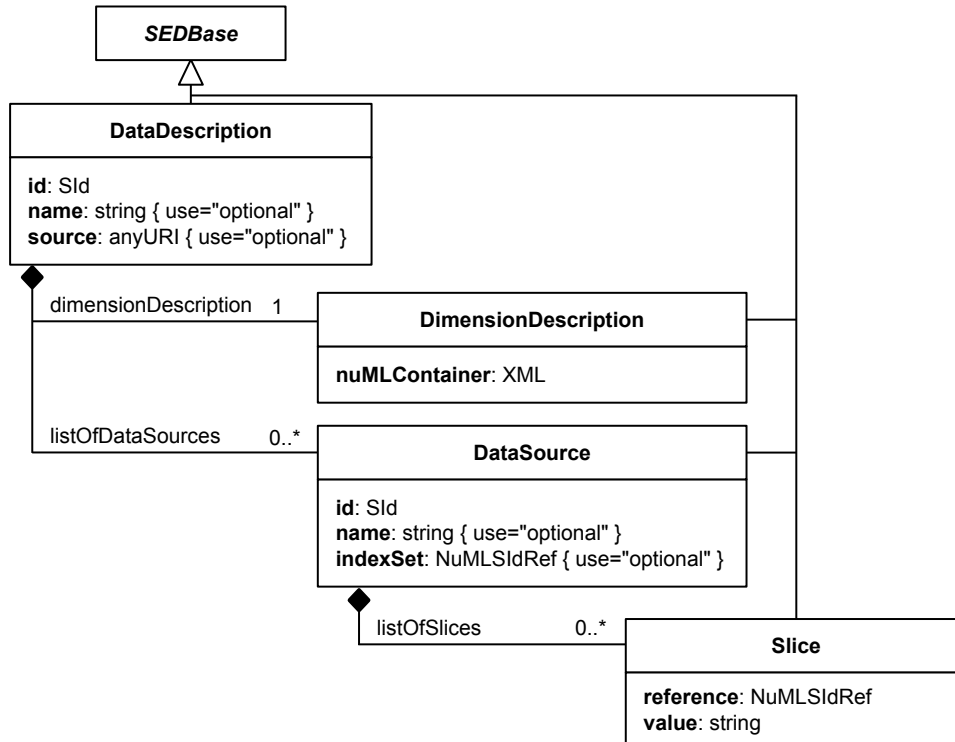 SEDBase
DataDescription
id: SId
name: string { use="optional" }
source: anyURI { use="optional" }
dimensionDescription 1
DimensionDescription
nuMLContainer: XML
listOfDataSources 0..*
DataSource
id: SId
name: string { use="optional" }
indexSet: NuMLSIdRef { use="optional" }
listOfSlices 0..*
Slice
reference: NuMLSIdRef
value: string